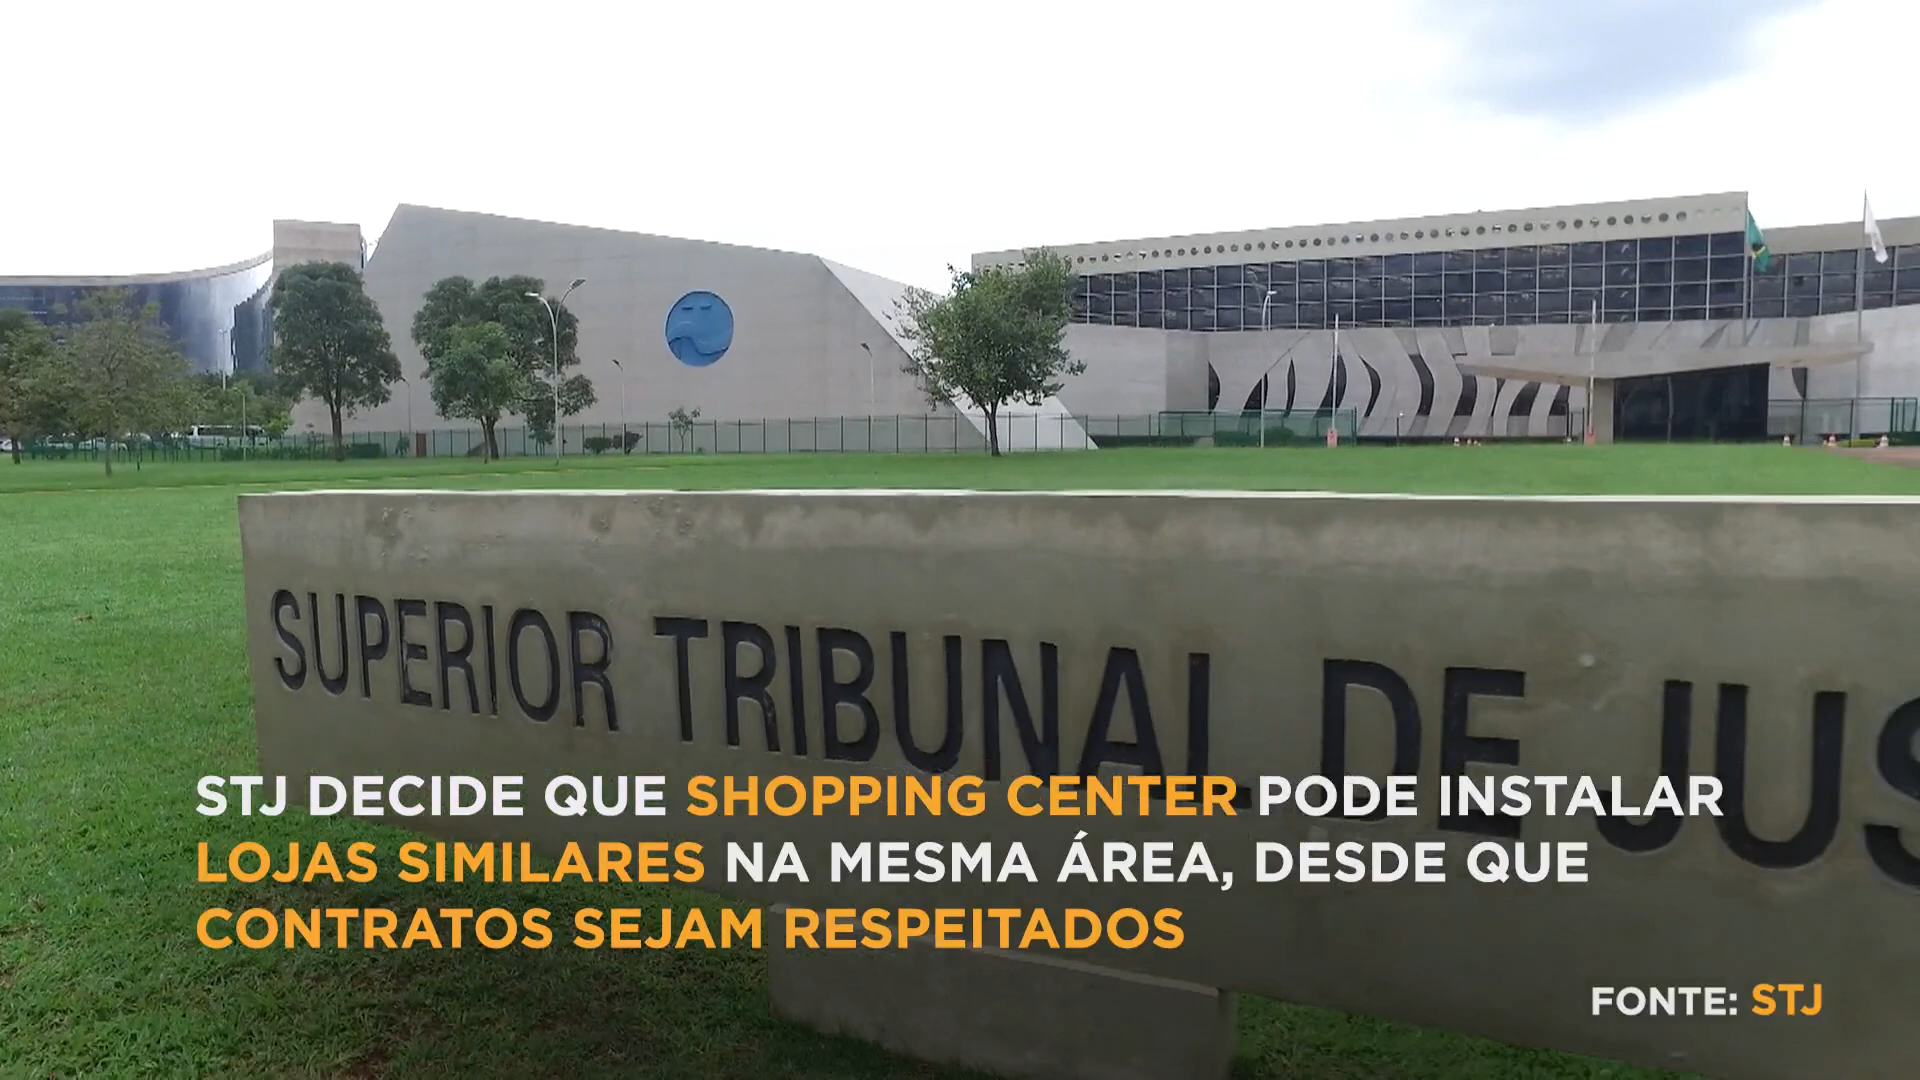 SUPERIOR TRIBUNAL DE JUS
STJ DECIDE QUE SHOPPING CENTER PODE INSTALAR
LOJAS SIMILARES NA MESMA ÁREA, DESDE QUE
CONTRATOS SEJAM RESPEITADOS
FONTE: STJ